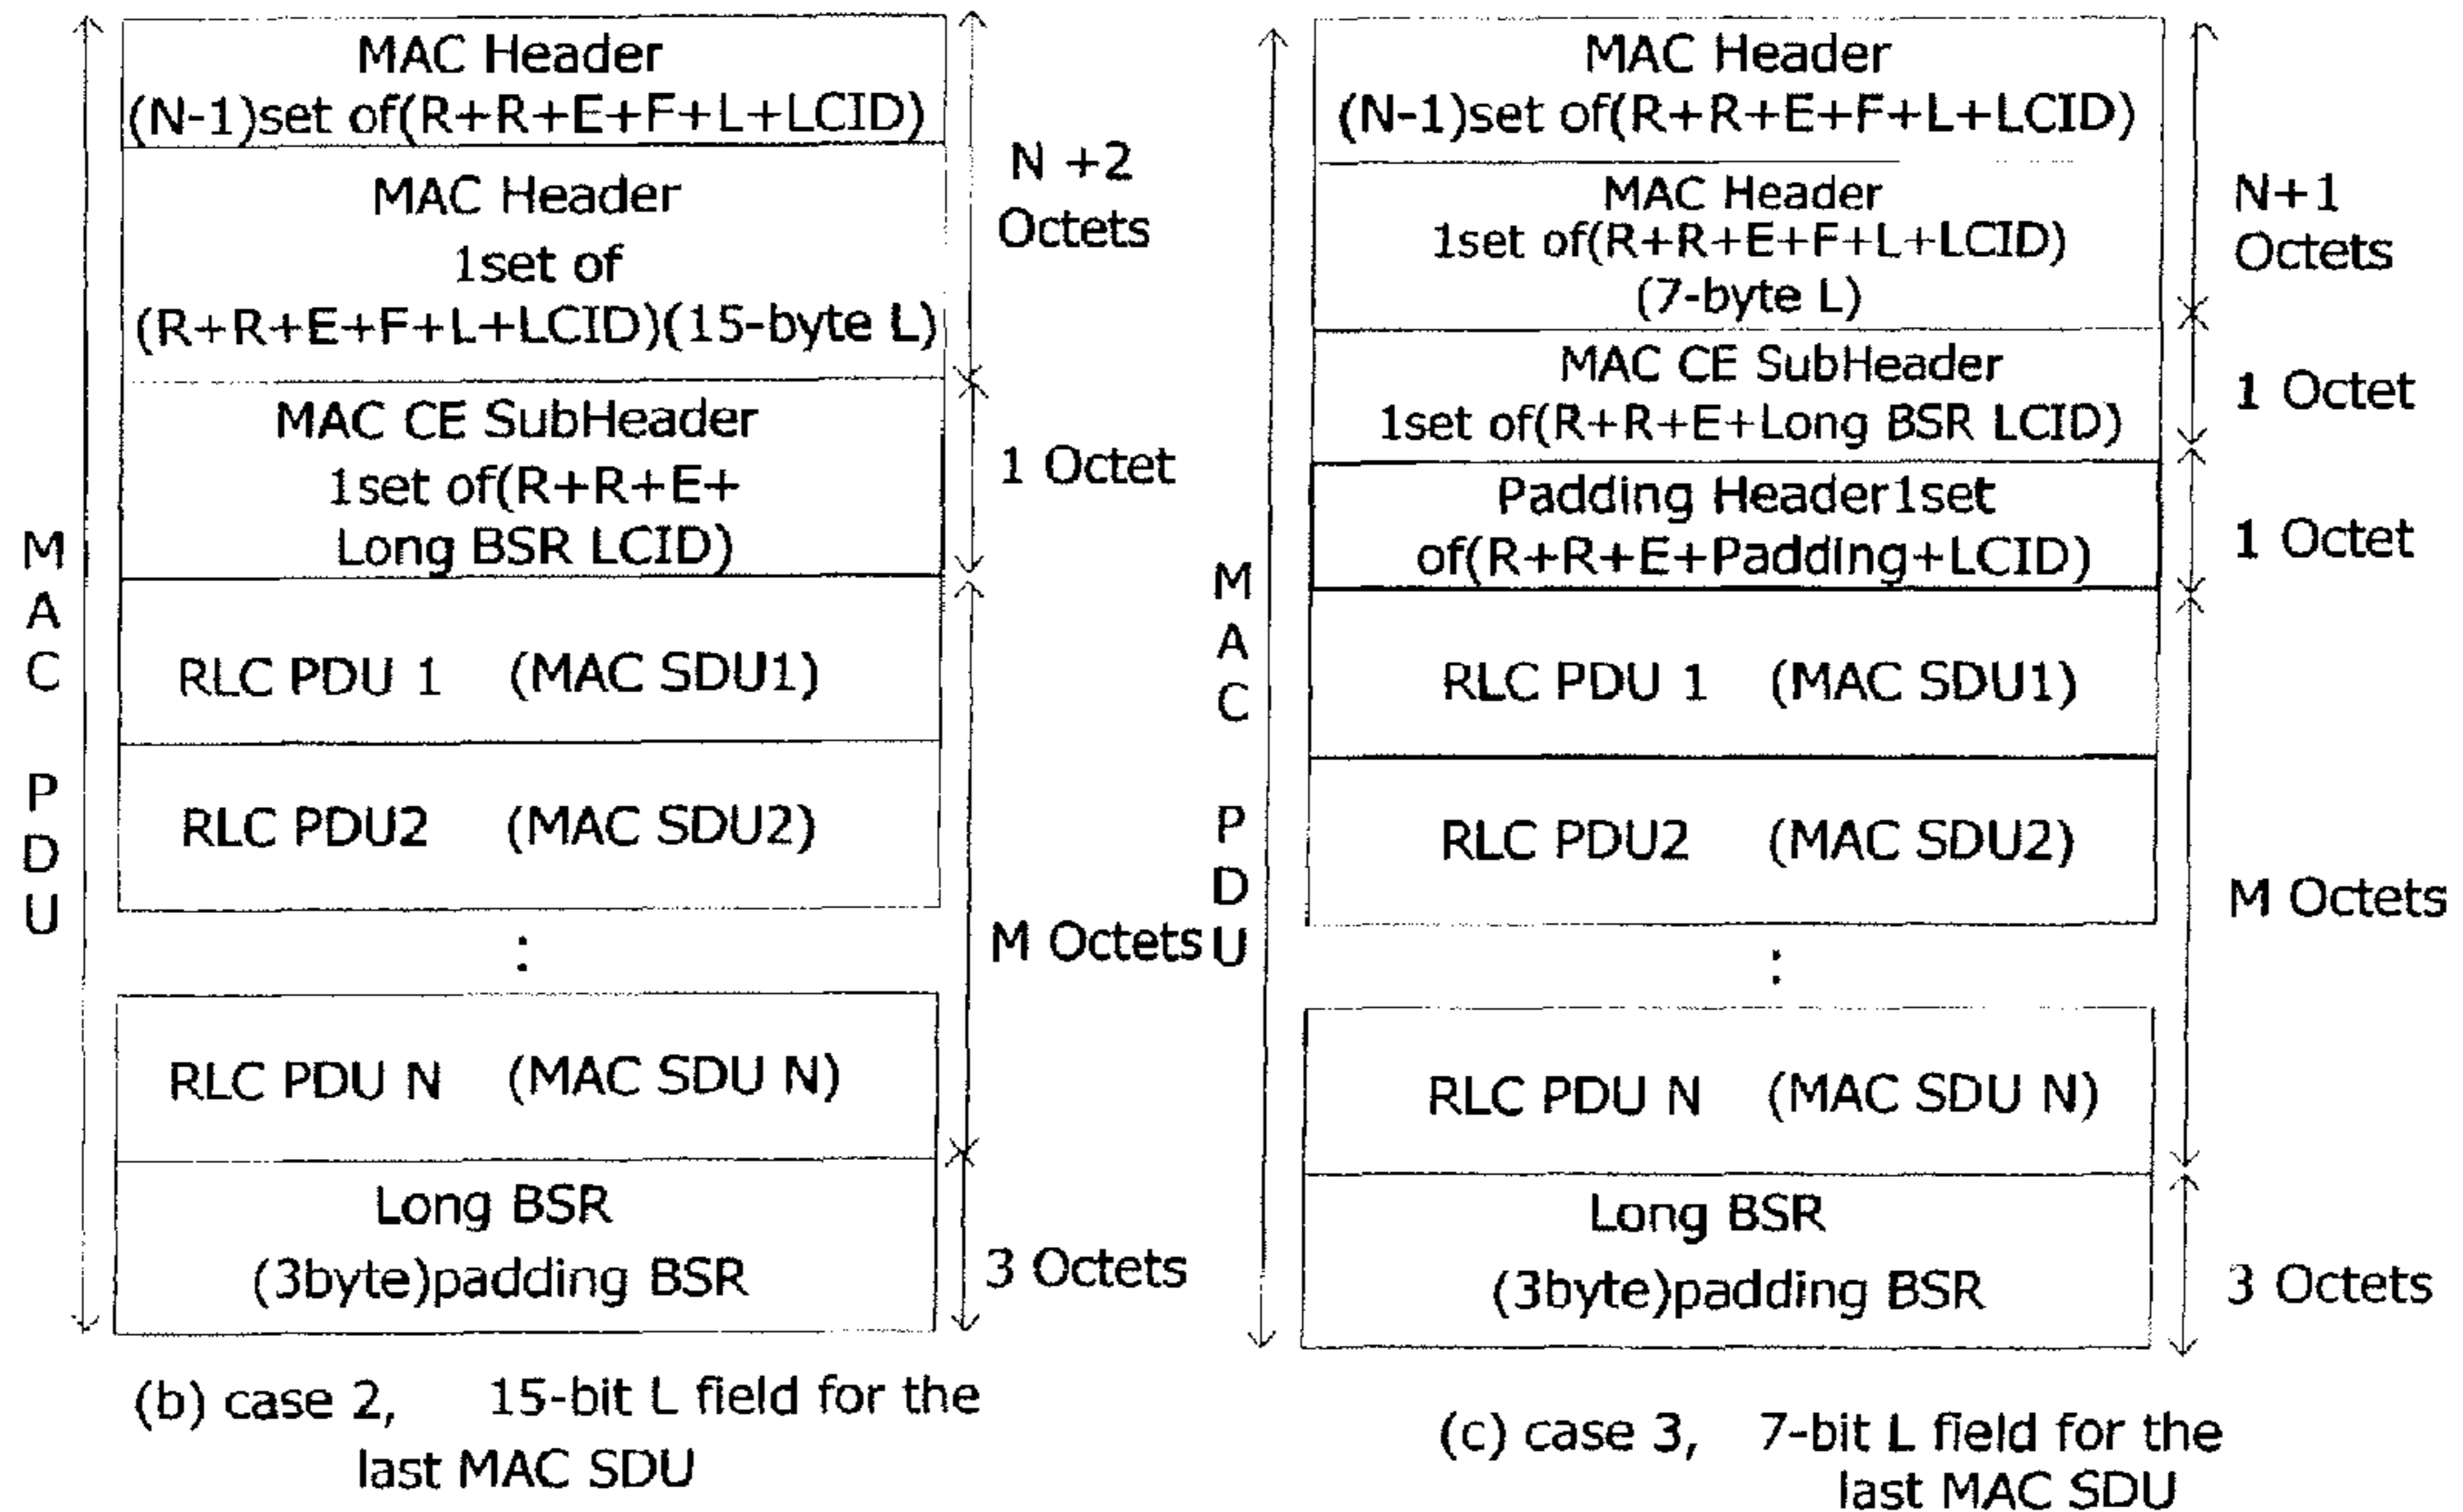 MAC Header
(N-1)set of(R+R+E+F+L+LCID)
MAC Header
1set of
(R+R+E+F+L+LCID)(15-byte L)
MAC CE SubHeader
1set of(R+R+E+
Long BSR LCID)
RLC PDU 1 (MAC SDU1)
RLC PDU2 (MAC SDU2)
:
RLC PDU N (MAC SDU N)
Long BSR
(3byte)padding BSR
MAC PDU
N +2
Octets
1 Octet
M Octets
3 Octets
(b) case 2, 15-bit L field for the
last MAC SDU
MAC Header
(N-1)set of(R+R+E+F+L+LCID)
MAC Header
1set of(R+R+E+F+L+LCID)
(7-byte L)
MAC CE SubHeader
1set of(R+R+E+Long BSR LCID)
Padding Header1set
of(R+R+E+Padding+LCID)
RLC PDU 1 (MAC SDU1)
RLC PDU2 (MAC SDU2)
:
RLC PDU N (MAC SDU N)
Long BSR
(3byte)padding BSR
MAC PDU
N+1
Octets
1 Octet
1 Octet
M Octets
3 Octets
(c) case 3, 7-bit L field for the
last MAC SDU